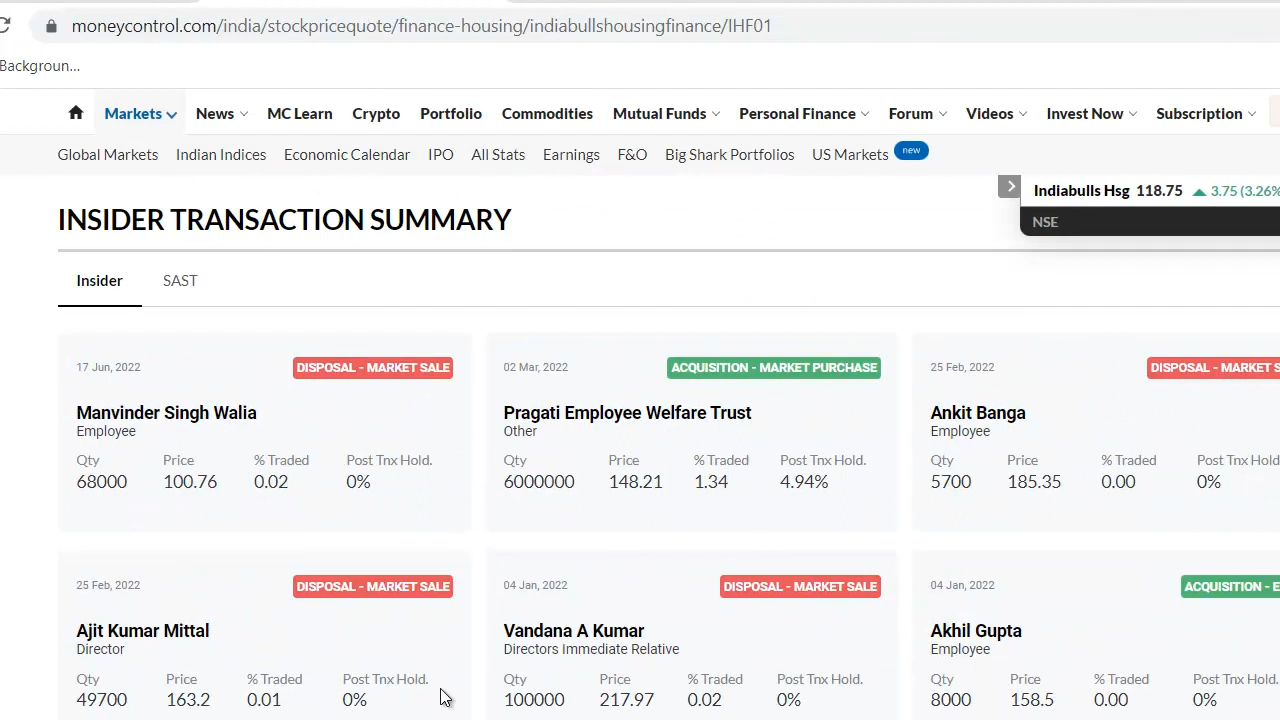 moneycontrol.com/india/stockpricequote/finance-housing/indiabullshousingfinance/IHF01
Backgroun...
Markets News MC Learn Crypto Portfolio Commodities Mutual Funds Personal Finance Forum Videos Invest Now Subscription
Global Markets Indian Indices Economic Calendar IPO All Stats Earnings F&O Big Shark Portfolios US Markets new
Indiabulls Hsg 118.75 3.75 (3.26%
NSE
INSIDER TRANSACTION SUMMARY
Insider SAST
17 Jun, 2022 DISPOSAL - MARKET SALE 02 Mar, 2022 ACQUISITION - MARKET PURCHASE 25 Feb, 2022 DISPOSAL - MARKET S
Manvinder Singh Walia Pragati Employee Welfare Trust Ankit Banga
Employee Other Employee
Qty Price % Traded Post Tnx Hold. Qty Price % Traded Post Tnx Hold. Qty Price % Traded Post Tnx Hol
68000 100.76 0.02 0% 6000000 148.21 1.34 4.94% 5700 185.35 0.00 0%
25 Feb, 2022 DISPOSAL - MARKET SALE 04 Jan, 2022 DISPOSAL - MARKET SALE 04 Jan, 2022 ACQUISITION - E
Ajit Kumar Mittal Vandana A Kumar Akhil Gupta
Director Directors Immediate Relative Employee
Qty Price % Traded Post Tnx Hold. Qty Price % Traded Post Tnx Hold. Qty Price % Traded Post Tnx Hold
49700 163.2 0.01 0% 100000 217.97 0.02 0% 8000 158.5 0.00 0%